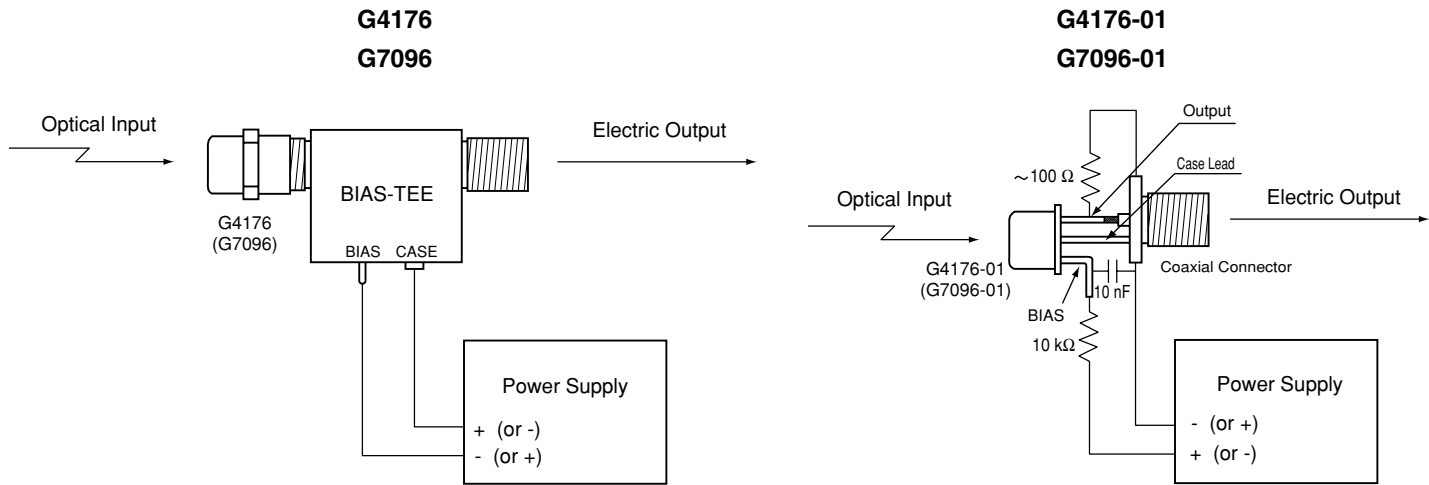 G4176
G7096
Optical Input
Electric Output
BIAS-TEE
G4176
(G7096)
BIAS CASE
Power Supply
+ (or -)
- (or +)
G4176-01
G7096-01
Output
Case Lead
~100 Ω
Optical Input
Electric Output
G4176-01
(G7096-01)
Coaxial Connector
10 nF
BIAS
10 kΩ
Power Supply
- (or +)
+ (or -)